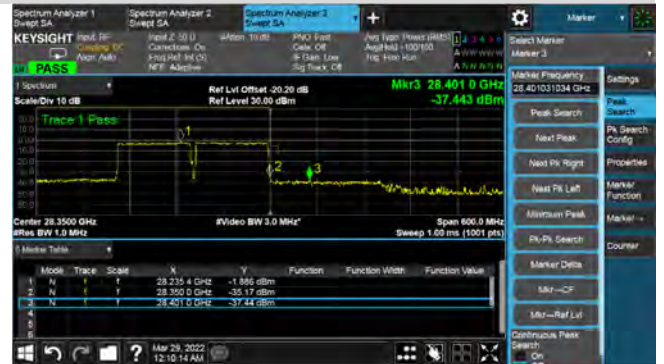 Spectrum Analyzer 1
Swept SA
Spectrum Analyzer 2
Swept SA
Spectrum Analyzer 3
Swept SA
+
Marker
KEYSIGHT Input: RF
Coupling: DC
Align: Auto
Input Z: 50 Ω
Corrections: On
Freq Ref: Int (S)
NFE: Adaptive
#Atten: 10 dB
PNO: Fast
Gate: Off
IF Gain: Low
Sig Track: Off
Avg Type: Power (RMS)
Avg|Hold: >100/100
Trig: Free Run
PASS
Select Marker
Marker 3
1 Spectrum
Scale/Div 10 dB
Ref Lvl Offset -20.20 dB
Ref Level 30.00 dBm
Mkr3 28.401 0 GHz
-37.443 dBm
Trace 1 Pass
1
2
3
Center 28.3500 GHz
#Res BW 1.0 MHz
#Video BW 3.0 MHz*
Span 600.0 MHz
Sweep 1.00 ms (1001 pts)
5 Marker Table
Mode Trace Scale X Y Function Function Width Function Value
1 N 1 f 28.235 4 GHz -1.886 dBm
2 N 1 f 28.350 0 GHz -35.17 dBm
3 N 1 f 28.401 0 GHz -37.44 dBm
4
5
6
Marker Frequency
28.401031034 GHz
Peak Search
Next Peak
Next Pk Right
Next Pk Left
Minimum Peak
Pk-Pk Search
Marker Delta
Mkr→CF
Mkr→Ref Lvl
Continuous Peak
Search
On
Settings
Peak
Search
Pk Search
Config
Properties
Marker
Function
Marker→
Counter
Mar 29, 2022
12:10:14 AM